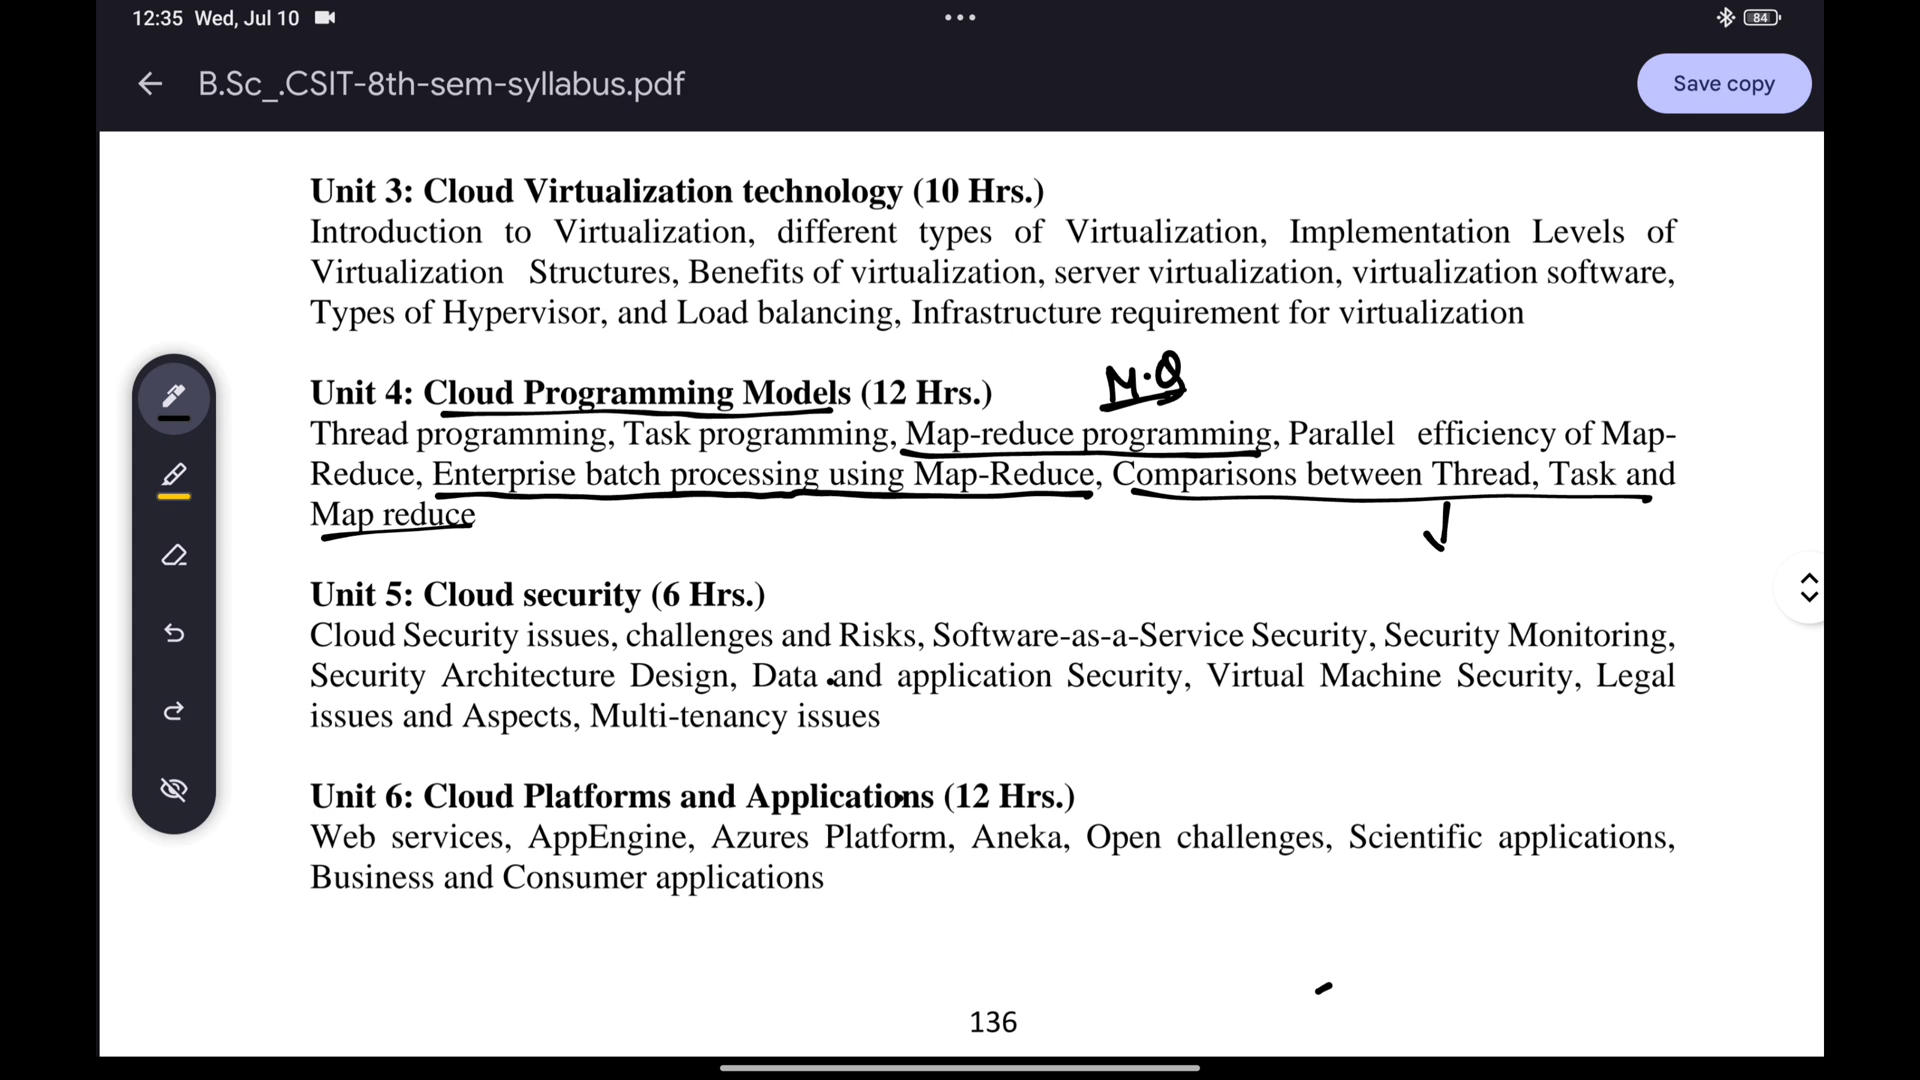 12:35 Wed, Jul 10
84
B.Sc_.CSIT-8th-sem-syllabus.pdf
Save copy
Unit 3: Cloud Virtualization technology (10 Hrs.)
Introduction to Virtualization, different types of Virtualization, Implementation Levels of
Virtualization Structures, Benefits of virtualization, server virtualization, virtualization software,
Types of Hypervisor, and Load balancing, Infrastructure requirement for virtualization
M.Q
Unit 4: Cloud Programming Models (12 Hrs.)
Thread programming, Task programming, Map-reduce programming, Parallel efficiency of Map-
Reduce, Enterprise batch processing using Map-Reduce, Comparisons between Thread, Task and
Map reduce
Unit 5: Cloud security (6 Hrs.)
Cloud Security issues, challenges and Risks, Software-as-a-Service Security, Security Monitoring,
Security Architecture Design, Data and application Security, Virtual Machine Security, Legal
issues and Aspects, Multi-tenancy issues
Unit 6: Cloud Platforms and Applications (12 Hrs.)
Web services, AppEngine, Azures Platform, Aneka, Open challenges, Scientific applications,
Business and Consumer applications
136